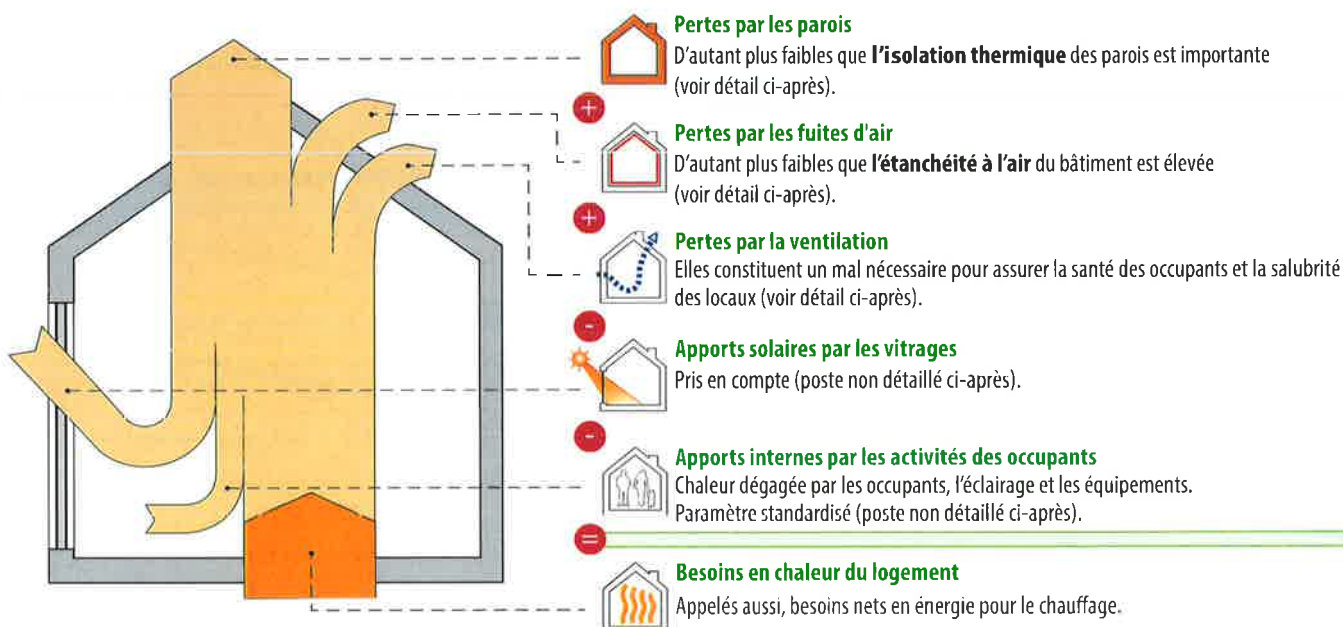 Pertes par les parois
D'autant plus faibles que l'isolation thermique des parois est importante
(voir détail ci-après).
+
Pertes par les fuites d'air
D'autant plus faibles que l'étanchéité à l'air du bâtiment est élevée
(voir détail ci-après).
+
Pertes par la ventilation
Elles constituent un mal nécessaire pour assurer la santé des occupants et la salubrité
des locaux (voir détail ci-après).
-
Apports solaires par les vitrages
Pris en compte (poste non détaillé ci-après).
-
Apports internes par les activités des occupants
Chaleur dégagée par les occupants, l'éclairage et les équipements.
Paramètre standardisé (poste non détaillé ci-après).
=
Besoins en chaleur du logement
Appelés aussi, besoins nets en énergie pour le chauffage.